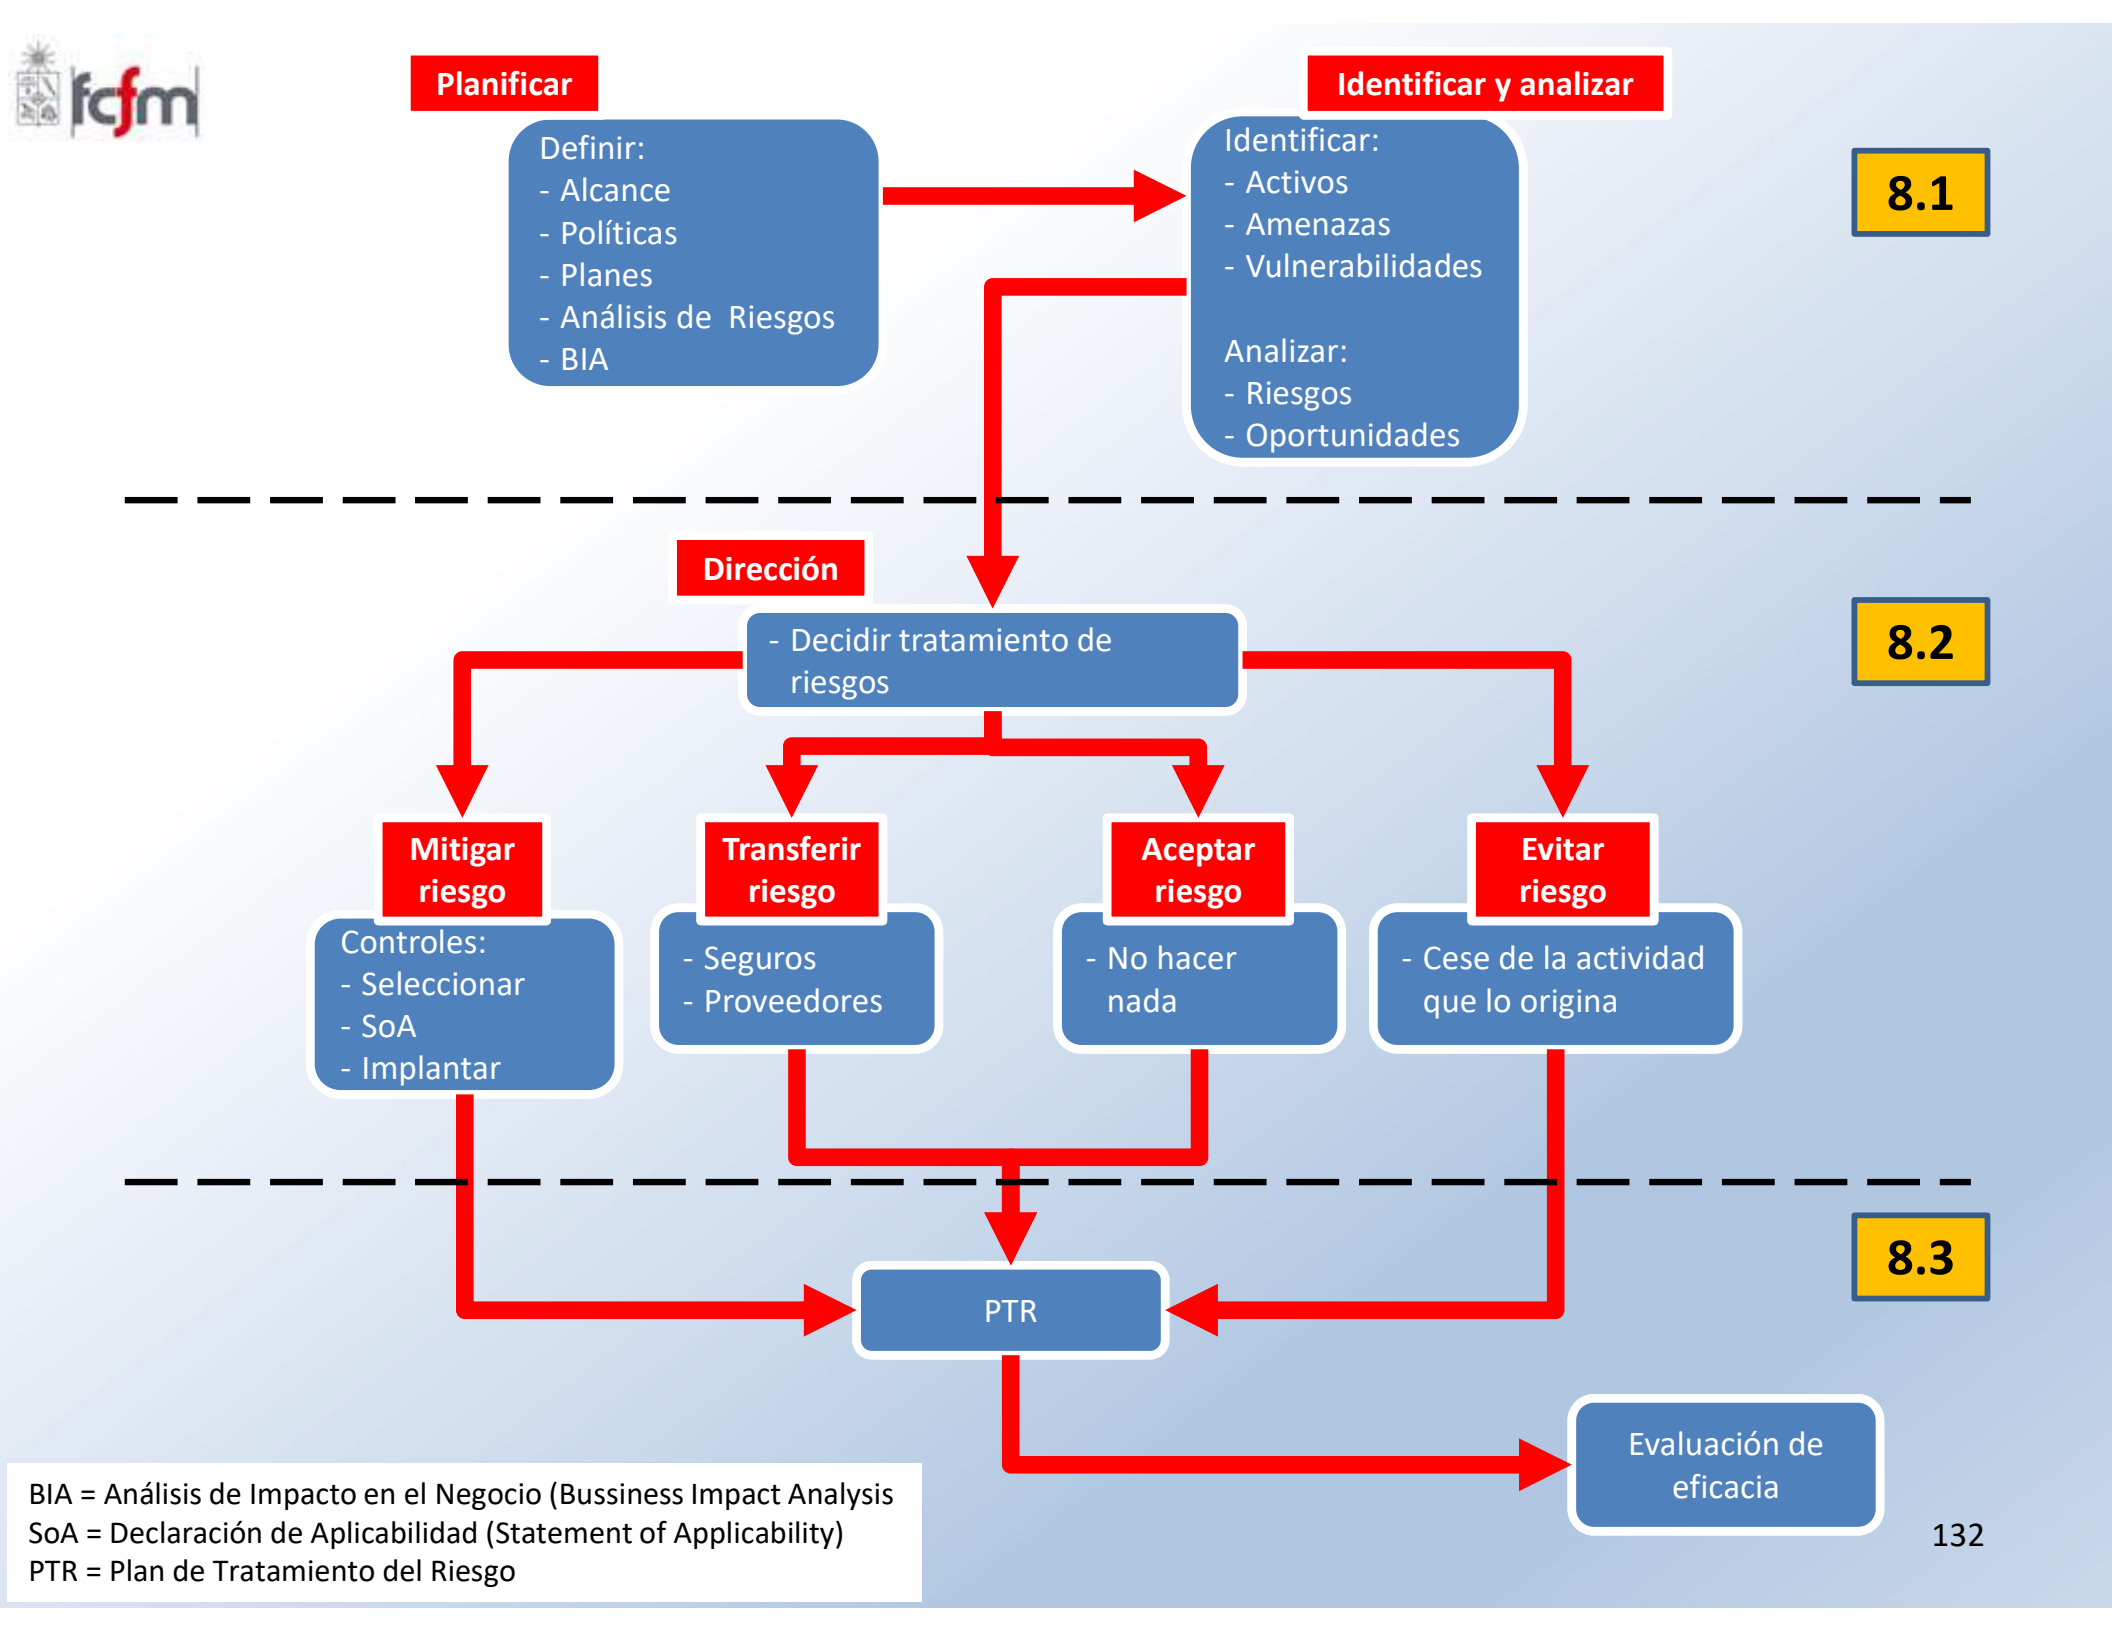 fcfm
Planificar
Definir:
- Alcance
- Políticas
- Planes
- Análisis de Riesgos
- BIA
Identificar y analizar
Identificar:
- Activos
- Amenazas
- Vulnerabilidades
Analizar:
- Riesgos
- Oportunidades
8.1
Dirección
- Decidir tratamiento de
riesgos
8.2
Mitigar
riesgo
Controles:
- Seleccionar
- SoA
- Implantar
Transferir
riesgo
- Seguros
- Proveedores
Aceptar
riesgo
- No hacer
nada
Evitar
riesgo
- Cese de la actividad
que lo origina
8.3
PTR
Evaluación de
eficacia
BIA = Análisis de Impacto en el Negocio (Bussiness Impact Analysis
SoA = Declaración de Aplicabilidad (Statement of Applicability)
PTR = Plan de Tratamiento del Riesgo
132